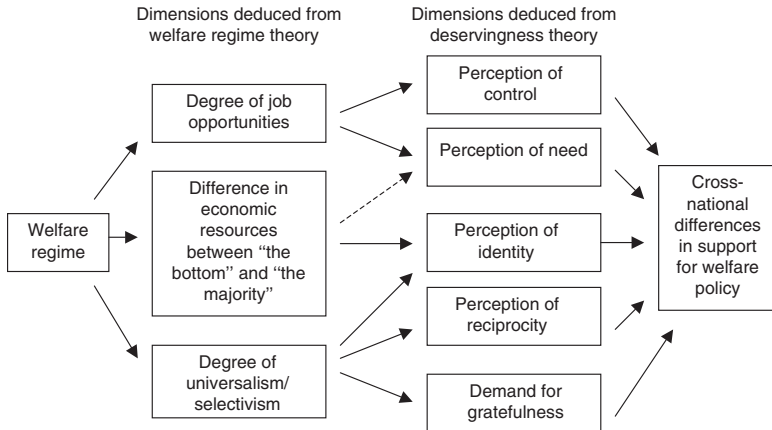 Dimensions deduced from
welfare regime theory
Dimensions deduced from
deservingness theory
Welfare
regime
Degree of job
opportunities
Difference in
economic
resources
between “the
bottom” and “the
majority”
Degree of
universalism/
selectivism
Perception of
control
Perception of need
Perception of
identity
Perception of
reciprocity
Demand for
gratefulness
Cross-
national
differences
in support
for welfare
policy